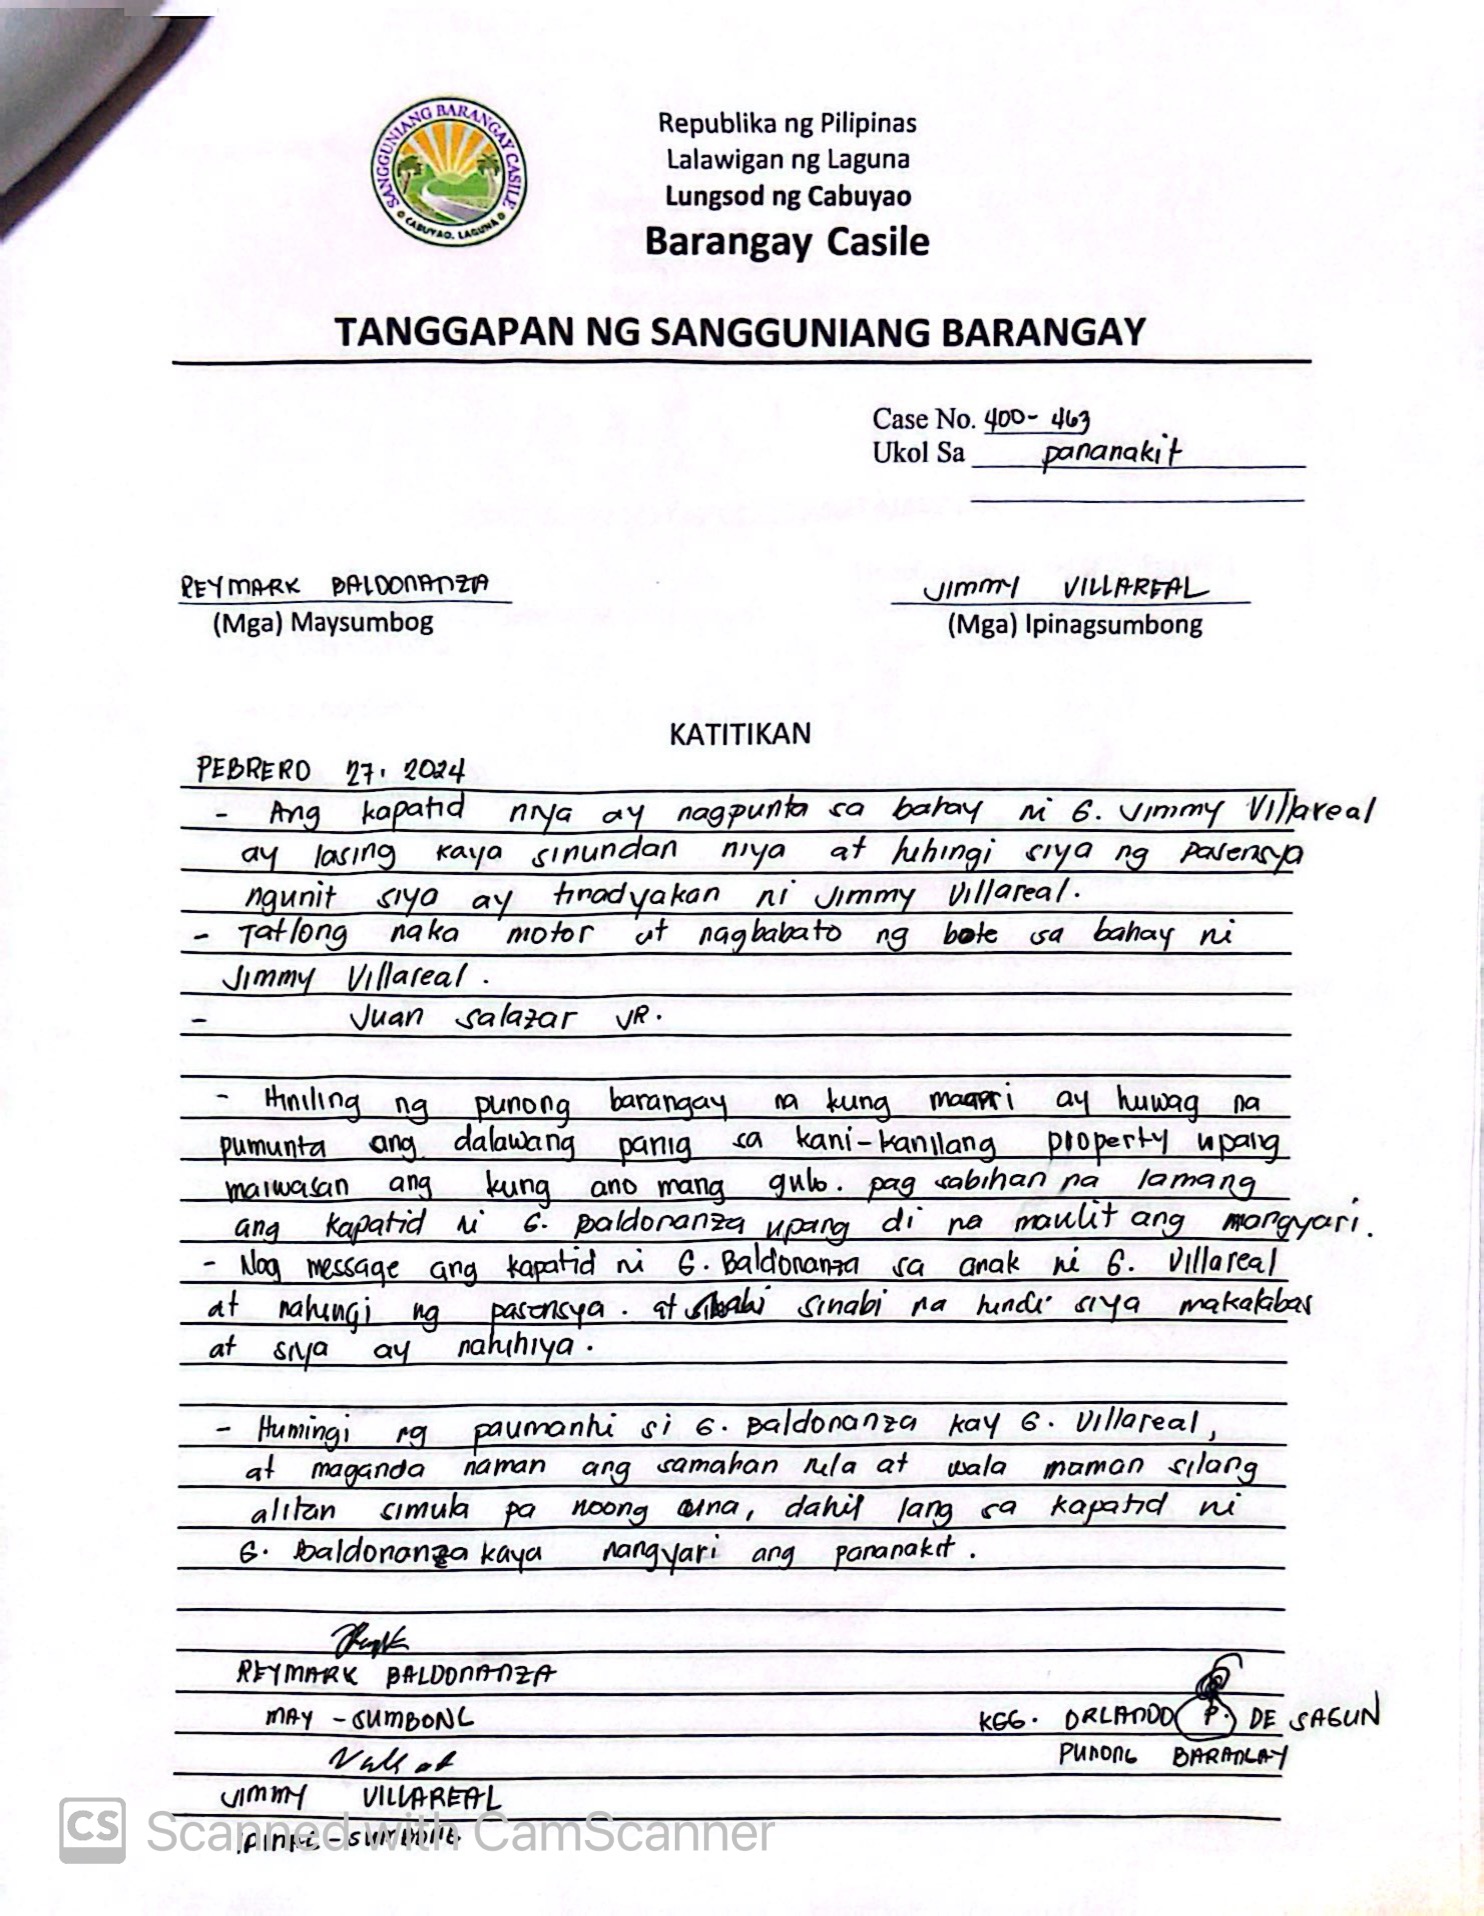 SANGGUNIANG BARANGAY CASILE
CABUYAO, LAGUNA
Republika ng Pilipinas
Lalawigan ng Laguna
Lungsod ng Cabuyao
Barangay Casile
TANGGAPAN NG SANGGUNIANG BARANGAY
Case No. 400-463
Ukol Sa pananakit
REYMARK BALDONANZA
(Mga) Maysumbog
JIMMY VILLAREAL
(Mga) Ipinagsumbong
KATITIKAN
PEBRERO 27, 2024
- Ang kapatid niya ay nagpunta sa bahay ni G. Jimmy Villareal
ay lasing kaya sinundan niya at huhingi siya ng pasensya
ngunit siya ay tinadyakan ni Jimmy Villareal.
- Tatlong naka motor at nagbabato ng bote sa bahay ni
Jimmy Villareal.
- Juan Salazar JR.
- Hiniling ng punong barangay na kung maaari ay huwag na
pumunta ang dalawang panig sa kani-kanilang property upang
maiwasan ang kung ano mang gulo. pag sabihan na lamang
ang kapatid ni G. Baldonanza upang di na maulit ang mangyari.
- Nag message ang kapatid ni G. Baldonanza sa anak ni G. Villareal
at nahingi ng pasensya. at sinabi na hindi siya makalabas
at siya ay nahihiya.
- Humingi ng paumanhi si G. Baldonanza kay G. Villareal,
at maganda naman ang samahan nila at wala maman silang
alitan simula pa noong una, dahil lang sa kapatid ni
G. Baldonanza kaya nangyari ang pananakit.
REYMARK BALDONANZA
MAY-SUMBONG
KGG. ORLANDO P. DE SAGUN
PUNONG BARANGAY
JIMMY VILLAREAL
CS Scanned with CamScanner